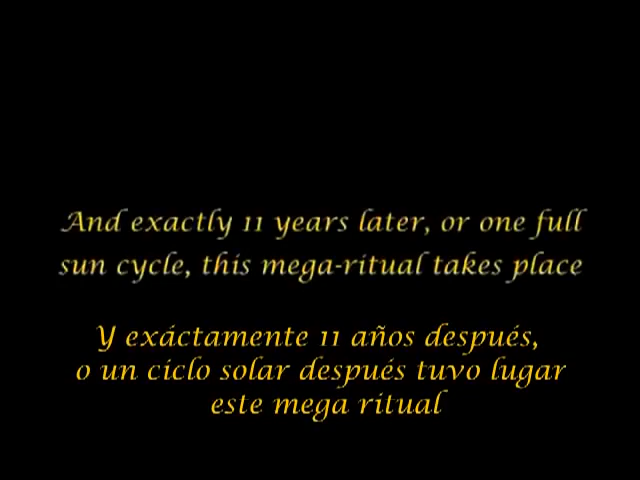 And exactly 11 years later, or one full
sun cycle, this mega-ritual takes place
Y exáctamente 11 años después,
o un ciclo solar después tuvo lugar
este mega ritual